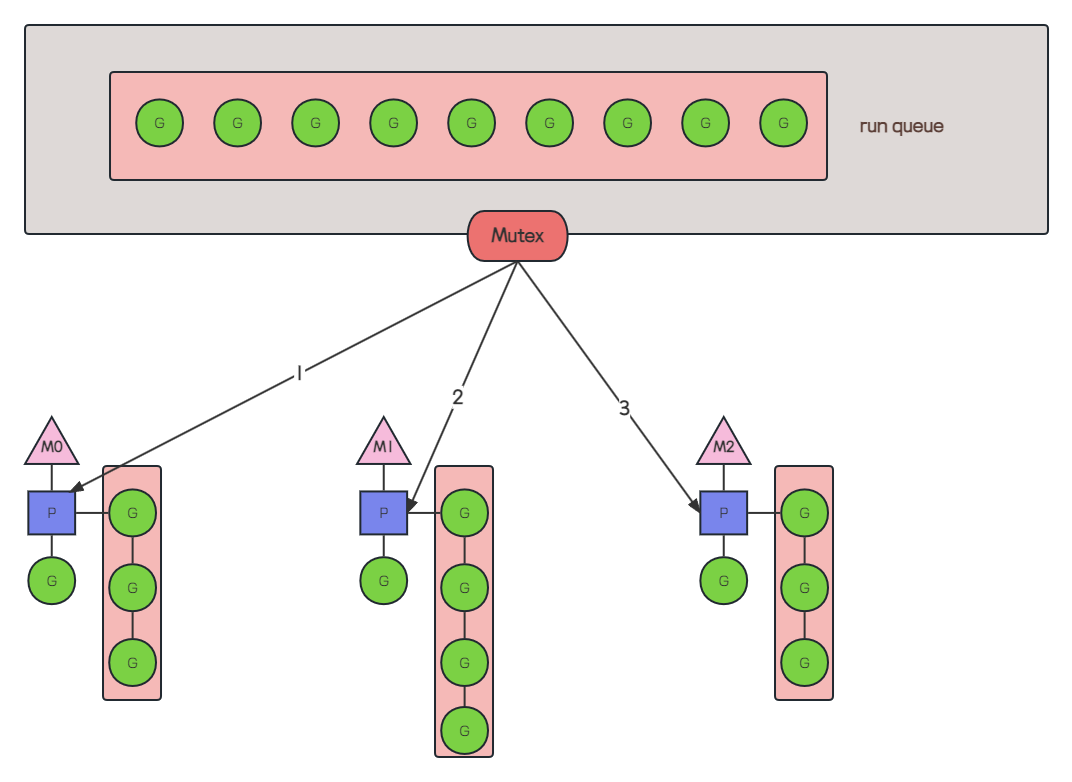 G G G G G G G G G
run queue
Mutex
1
2
3
M0 M1 M2
P G P G P G
G G G
G G G
G G G
G